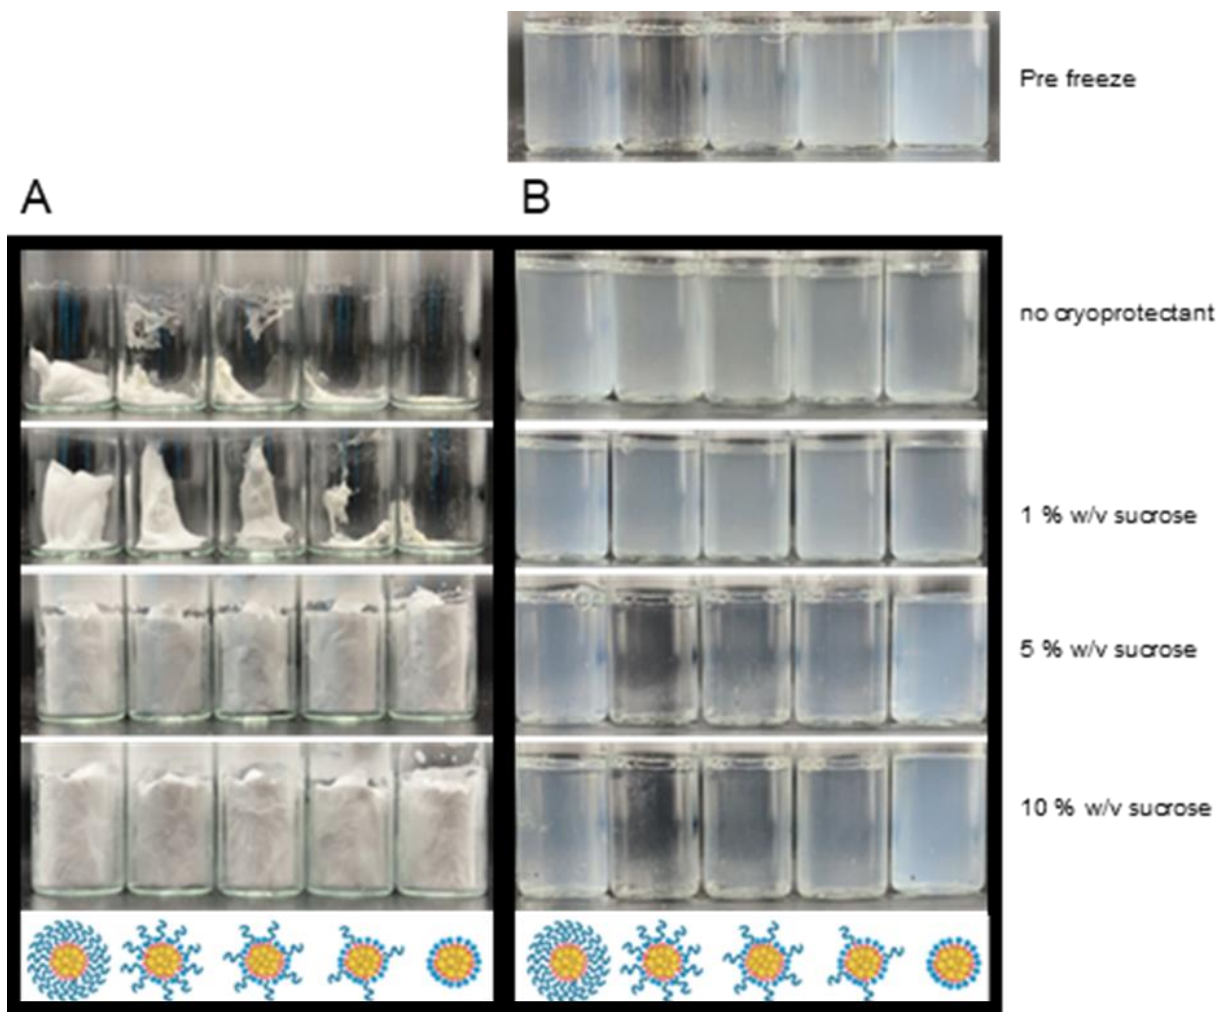 Pre freeze
A
B
no cryoprotectant
1 % w/v sucrose
5 % w/v sucrose
10 % w/v sucrose